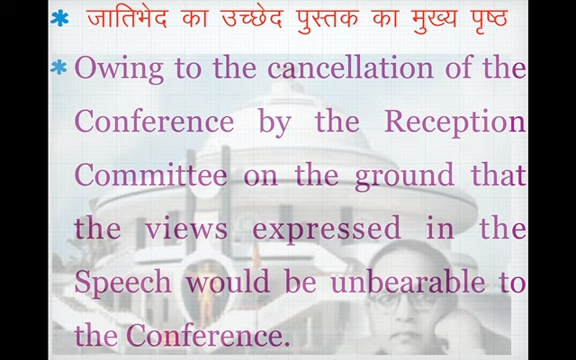 * जातिभेद का उच्छेद पुस्तक का मुख्य पृष्ठ
* Owing to the cancellation of the
Conference by the Reception
Committee on the ground that
the views expressed in the
Speech would be unbearable to
the Conference.